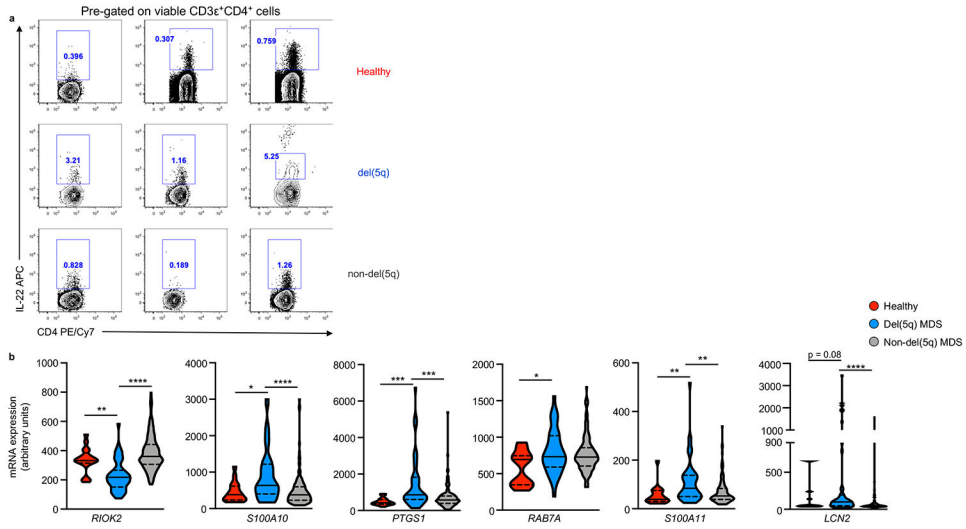 Pre-gated on viable CD3ε⁺CD4⁺ cells
a
0.396
0.307
0.759
Healthy
3.21
1.16
5.25
del(5q)
0.828
0.189
1.26
non-del(5q)
IL-22 APC
CD4 PE/Cy7
Healthy
Del(5q) MDS
Non-del(5q) MDS
b
mRNA expression
(arbitrary units)
1000
800
600
400
200
0
** ****
RIOK2
4000
3000
2000
1000
0
* ****
S100A10
8000
6000
4000
2000
0
*** ***
PTGS1
2000
1500
1000
500
0
*
RAB7A
600
400
200
0
** **
S100A11
4000
3000
2000
1000
900
600
300
0
p = 0.08 ****
LCN2